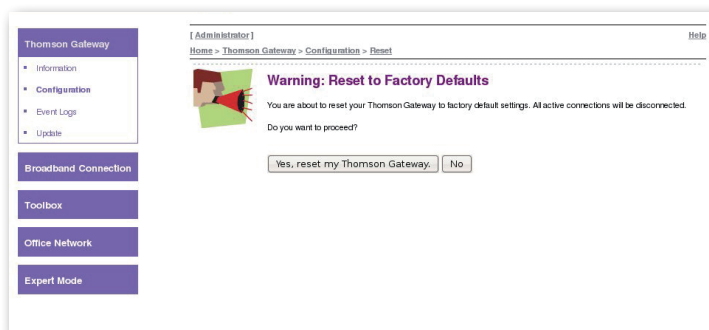 Thomson Gateway
Information
Configuration
Event Logs
Update
Broadband Connection
Toolbox
Office Network
Expert Mode
[ Administrator ]
Help
Home > Thomson Gateway > Configuration > Reset
Warning: Reset to Factory Defaults
You are about to reset your Thomson Gateway to factory default settings. All active connections will be disconnected.
Do you want to proceed?
Yes, reset my Thomson Gateway.
No